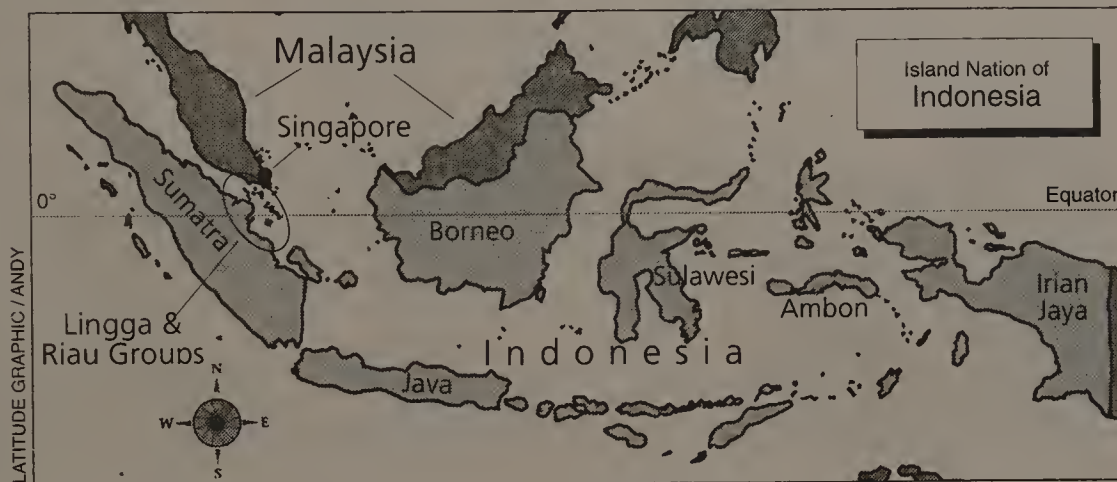 Malaysia
Singapore
Island Nation of
Indonesia
0°
Equator
Sumatra
Borneo
Sulawesi
Ambon
Irian
Jaya
Lingga &
Riau Groups
Indonesia
Java
N
W
E
S
LATITUDE GRAPHIC / ANDY